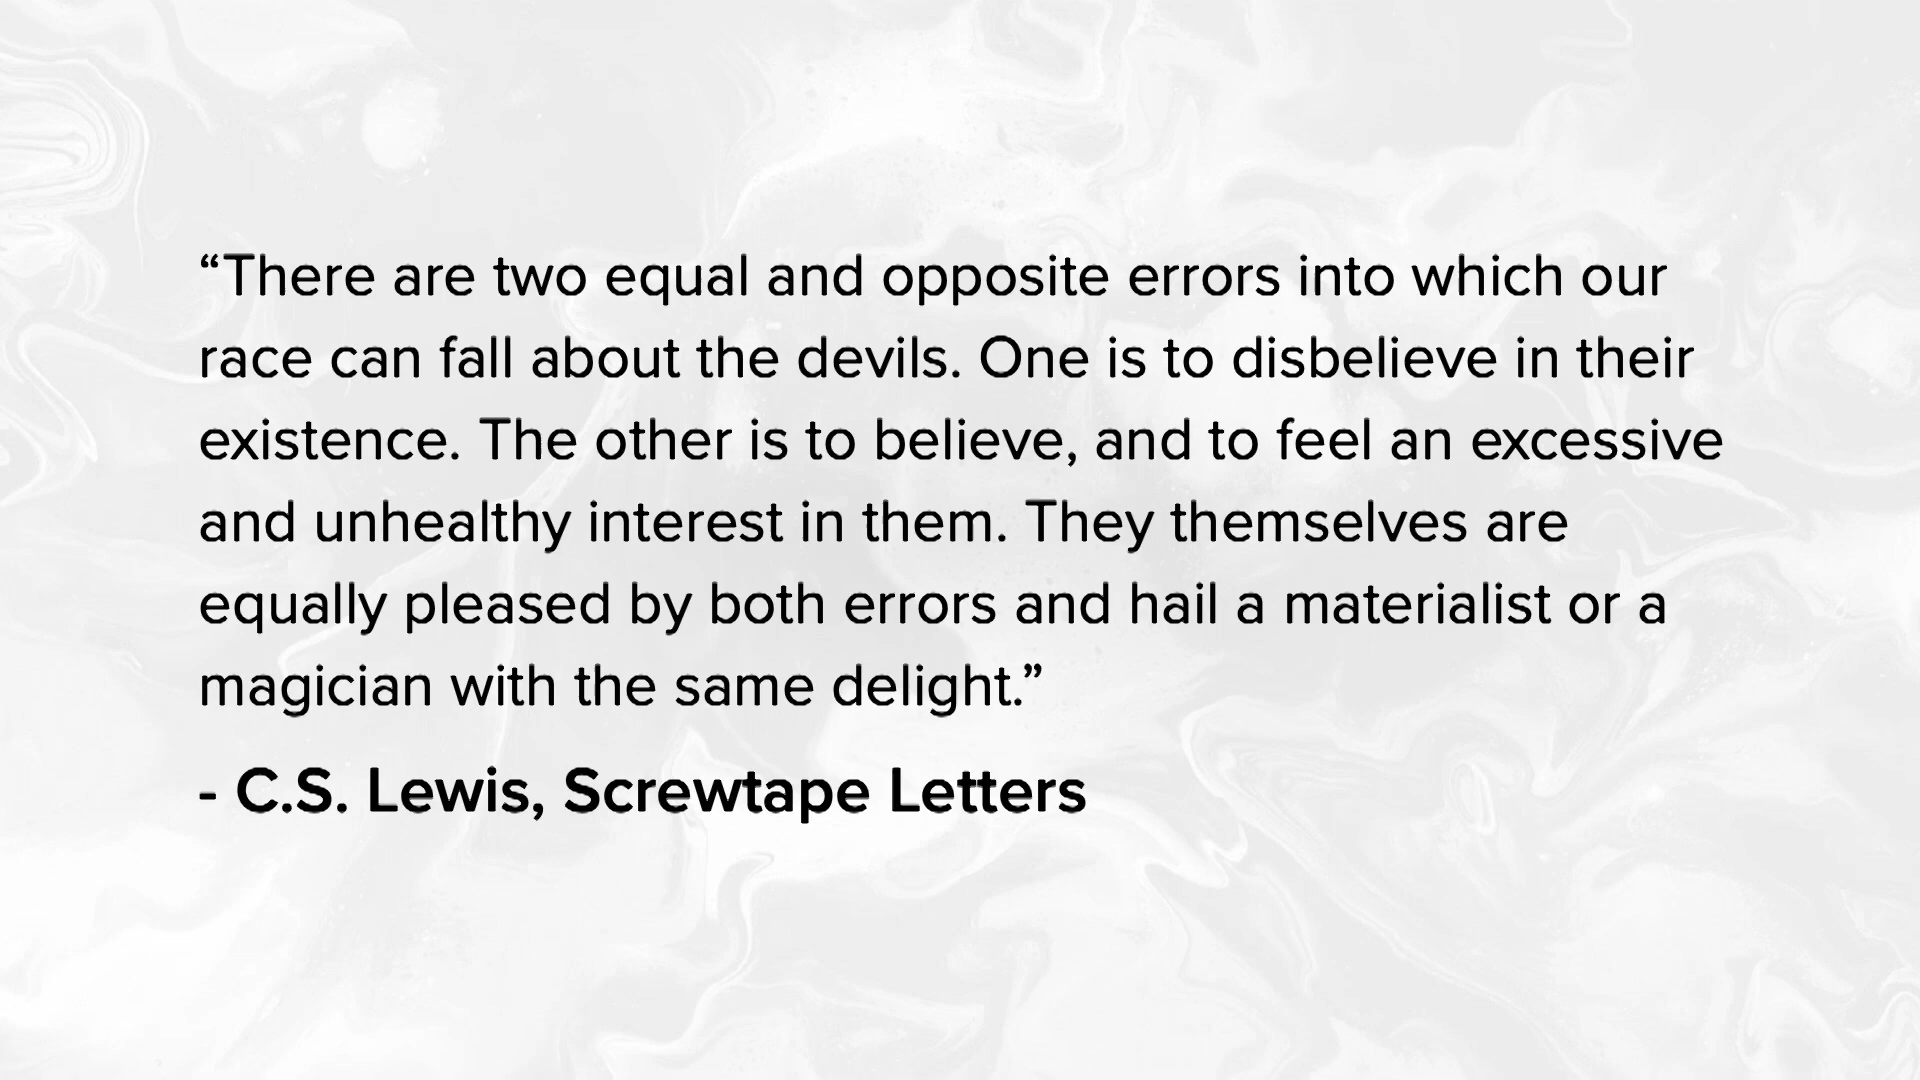 “There are two equal and opposite errors into which our
race can fall about the devils. One is to disbelieve in their
existence. The other is to believe, and to feel an excessive
and unhealthy interest in them. They themselves are
equally pleased by both errors and hail a materialist or a
magician with the same delight.”
- C.S. Lewis, Screwtape Letters